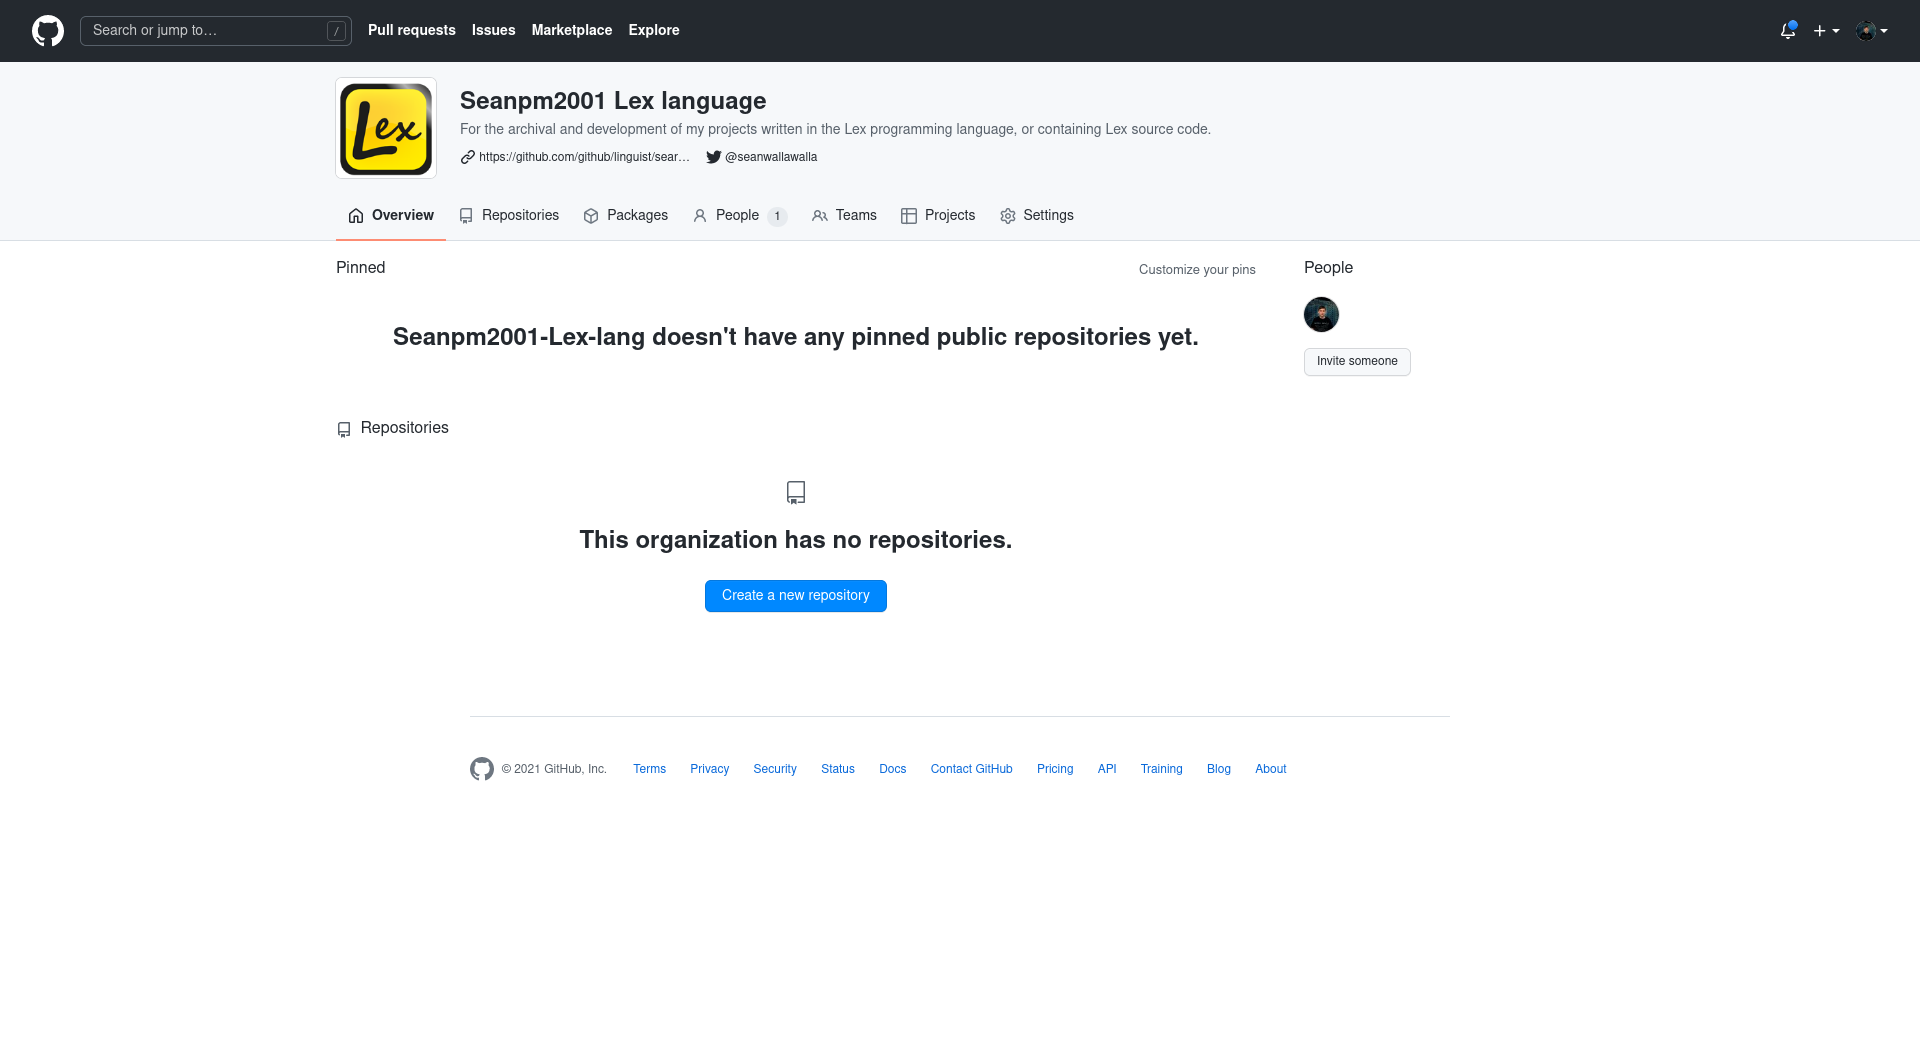 Search or jump to… /
Pull requests Issues Marketplace Explore
Lex
Seanpm2001 Lex language
For the archival and development of my projects written in the Lex programming language, or containing Lex source code.
https://github.com/github/linguist/sear… @seanwallawalla
Overview Repositories Packages People 1 Teams Projects Settings
Pinned Customize your pins
Seanpm2001-Lex-lang doesn't have any pinned public repositories yet.
People
Invite someone
Repositories
This organization has no repositories.
Create a new repository
© 2021 GitHub, Inc. Terms Privacy Security Status Docs Contact GitHub Pricing API Training Blog About